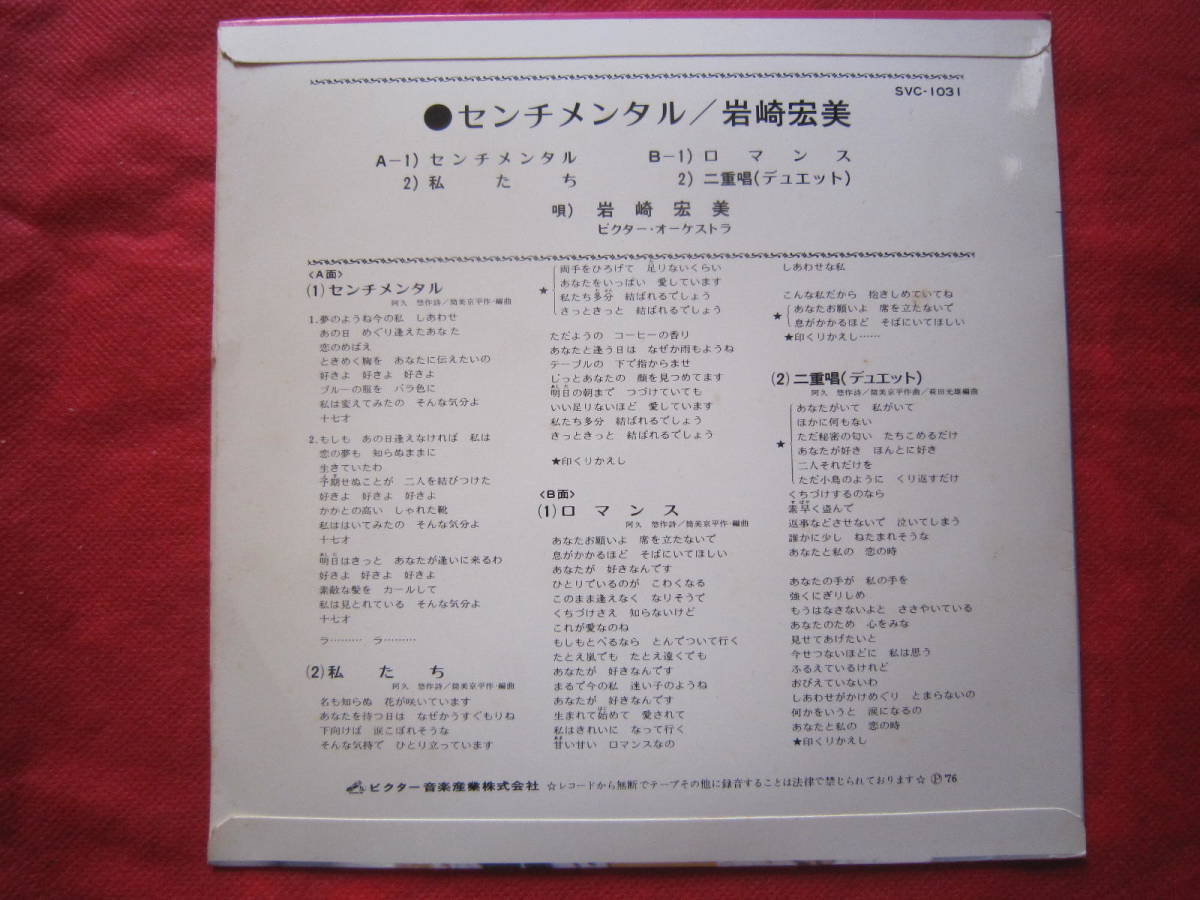 SVC-1031
●センチメンタル/岩崎宏美
A-1) センチメンタル
2) 私たち
B-1) ロマンス
2) 二重唱(デュエット)
唄) 岩崎宏美
ビクター・オーケストラ
〈A面〉
(1)センチメンタル
阿久 悠作詩/筒美京平作・編曲
1.夢のようね今の私 しあわせ
あの日 めぐり逢えたあなた
恋のめばえ
ときめく胸を あなたに伝えたいの
好きよ 好きよ 好きよ
ブルーの瓶を バラ色に
私は変えてみたの そんな気分よ
十七才
2.もしも あの日逢えなければ 私は
恋の夢も 知らぬままに
生きていたわ
予期せぬことが 二人を結びつけた
好きよ 好きよ 好きよ
かかとの高い しゃれた靴
私ははいてみたの そんな気分よ
十七才
明日はきっと あなたが逢いに来るわ
好きよ 好きよ 好きよ
素敵な髪を カールして
私は見とれている そんな気分よ
十七才
ラ……… ラ………
(2)私たち
阿久 悠作詩/筒美京平作・編曲
名も知らぬ 花が咲いています
あなたを待つ日は なぜかうすぐもりね
下向けば 涙こぼれそうな
そんな気持で ひとり立っています
★
両手をひろげて 足りないくらい
あなたをいっぱい 愛しています
私たち多分 結ばれるでしょう
きっときっと 結ばれるでしょう
ただようの コーヒーの香り
あなたと逢う日は なぜか雨もようね
テーブルの 下で指からませ
じっとあなたの 顔を見つめてます
明日の朝まで つづけていても
いい足りないほど 愛しています
私たち多分 結ばれるでしょう
きっときっと 結ばれるでしょう
★印くりかえし
〈B面〉
(1)ロマンス
阿久 悠作詩/筒美京平作・編曲
あなたお願いよ 席を立たないで
息がかかるほど そばにいてほしい
あなたが 好きなんです
ひとりでいるのが こわくなる
このまま逢えなく なりそうで
くちづけさえ 知らないけど
これが愛なのね
もしもとべるなら とんでついて行く
たとえ嵐でも たとえ遠くでも
あなたが 好きなんです
まるで今の私 迷い子のようね
あなたが 好きなんです
生まれて始めて 愛されて
私はきれいに なって行く
甘い甘い ロマンスなの
しあわせな私
こんな私だから 抱きしめていてね
★
あなたお願いよ 席を立たないで
息がかかるほど そばにいてほしい
★印くりかえし……
(2)二重唱(デュエット)
阿久 悠作詩/筒美京平作曲/萩田光雄編曲
★
あなたがいて 私がいて
ほかに何もない
ただ秘密の匂い たちこめるだけ
あなたが好き ほんとに好き
二人それだけを
ただ小鳥のように くり返すだけ
くちづけするのなら
素早く盗んで
返事などさせないで 泣いてしまう
誰かに少し ねたまれそうな
あなたと私の 恋の時
あなたの手が 私の手を
強くにぎりしめ
もうはなさないよと ささやいている
あなたのため 心をみな
見せてあげたいと
今せつないほどに 私は思う
ふるえているけれど
おびえていないわ
しあわせがかけめぐり とまらないの
何かをいうと 涙になるの
あなたと私の 恋の時
★印くりかえし
ビクター音楽産業株式会社 ☆レコードから無断でテープその他に録音することは法律で禁じられております☆ Ⓟ'76